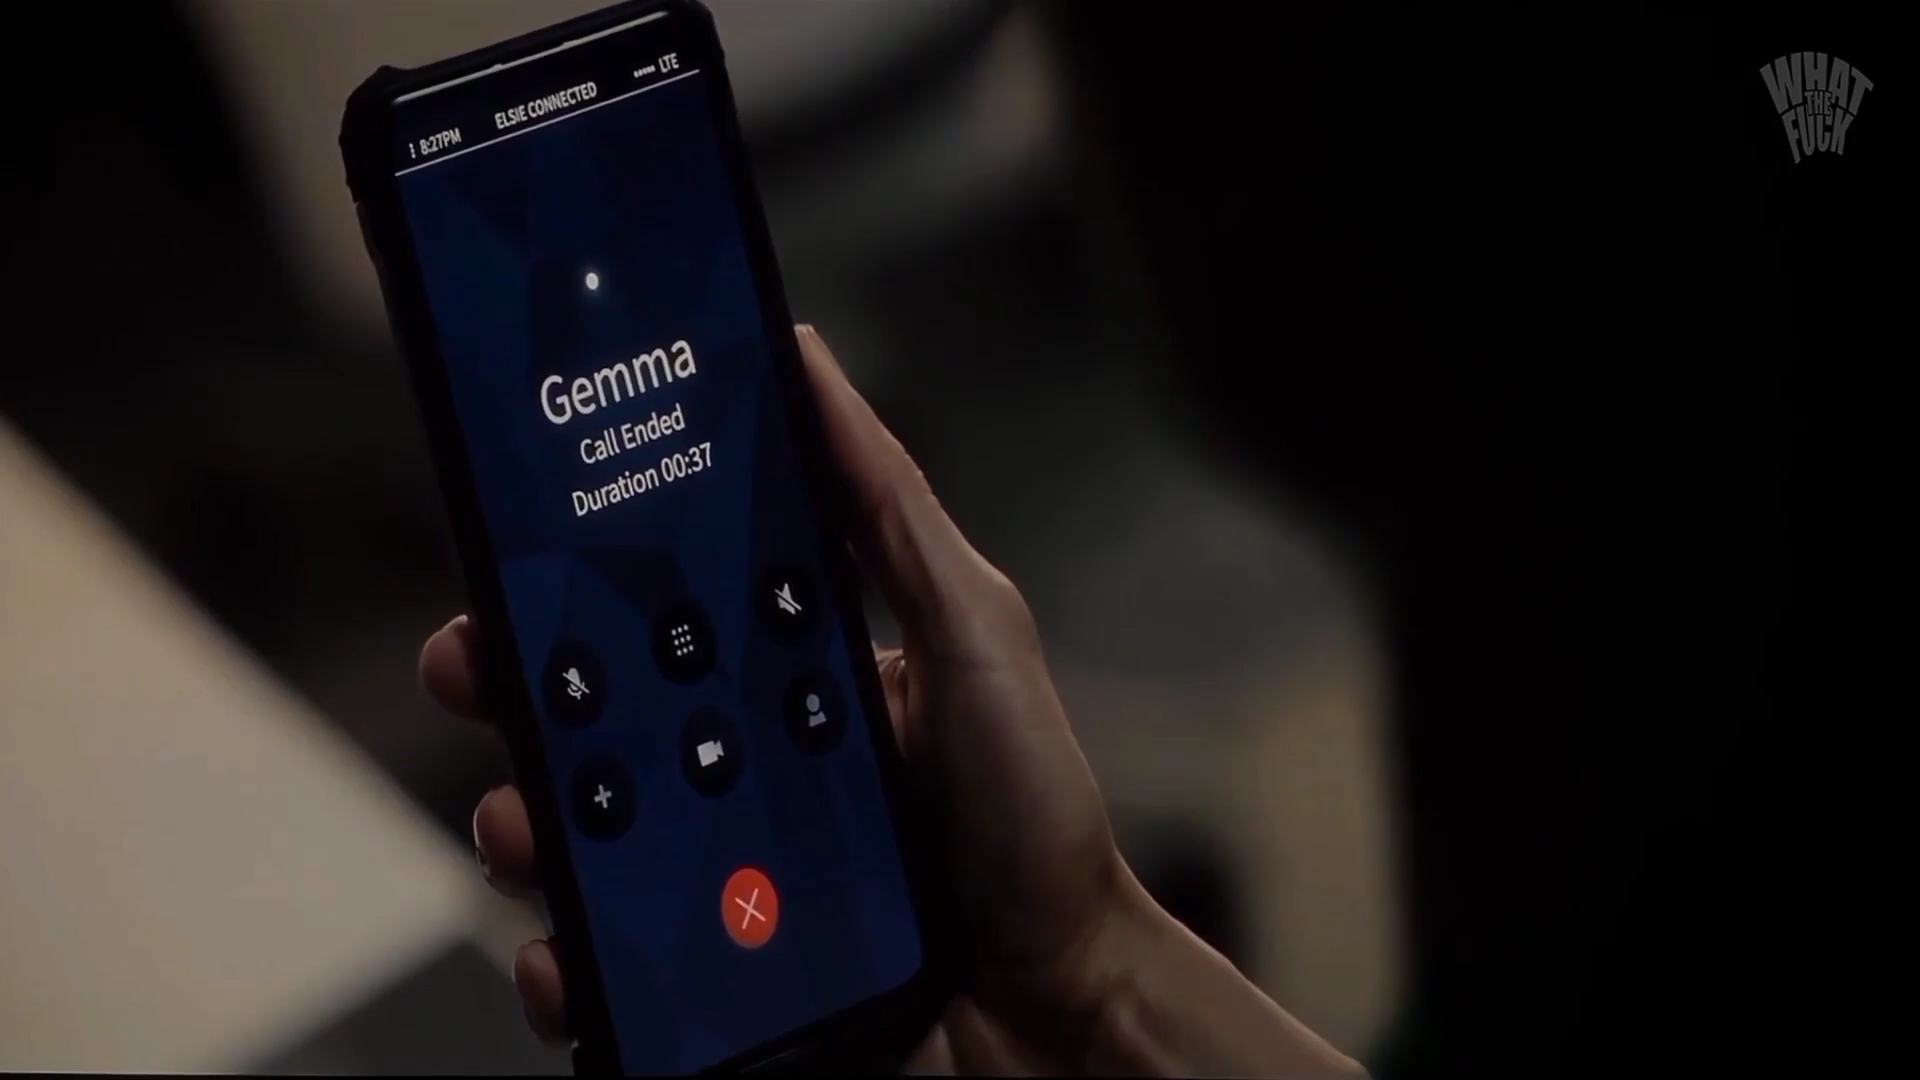 8:27PM ELSIE CONNECTED LTE
Gemma
Call Ended
Duration 00:37
WHAT
THE
FUCK